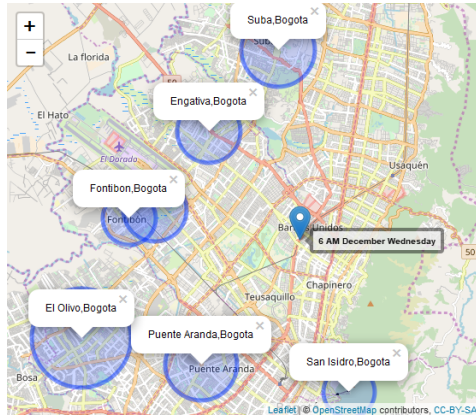 +
−
Suba,Bogota
×
La florida
Suba
Engativa,Bogota
×
El Hato
El Dorado
Usaquén
Fontibon,Bogota
×
Fontibón
Barrios Unidos
6 AM December Wednesday
Chapinero
Teusaquillo
El Olivo,Bogota
×
Puente Aranda,Bogota
×
San Isidro,Bogota
×
Bosa
Puente Aranda
Leaflet | © OpenStreetMap contributors, CC-BY-SA